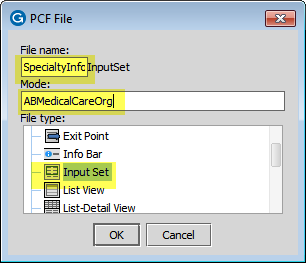 PCF File
File name:
SpecialtyInfoInputSet
Mode:
ABMedicalCareOrg
File type:
Exit Point
Info Bar
Input Set
List View
List-Detail View
OK Cancel